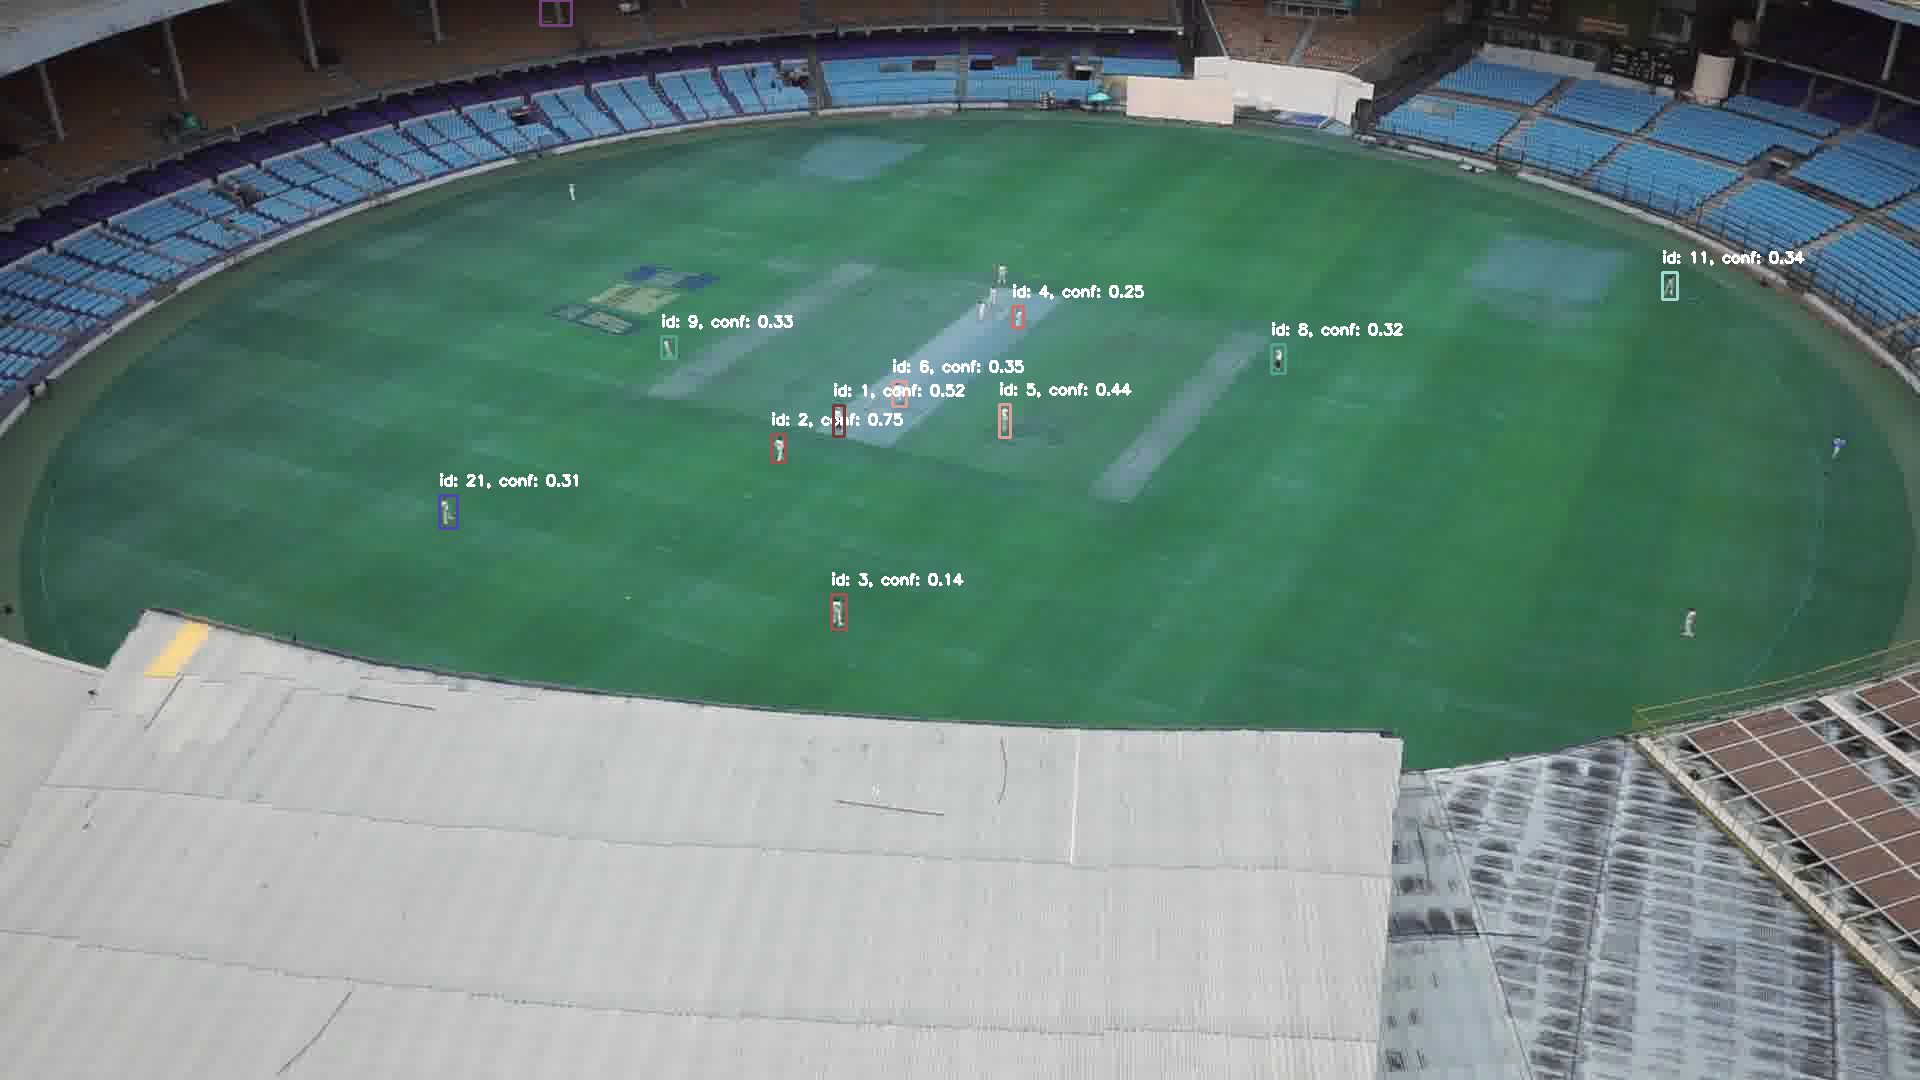 id: 11, conf: 0.34
id: 4, conf: 0.25
id: 9, conf: 0.33
id: 8, conf: 0.32
id: 6, conf: 0.35
id: 1, conf: 0.52
id: 5, conf: 0.44
id: 2, conf: 0.75
id: 21, conf: 0.31
id: 3, conf: 0.14